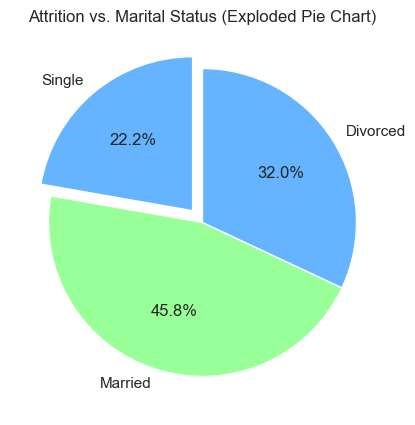 Attrition vs. Marital Status (Exploded Pie Chart)
Single
Divorced
22.2%
32.0%
45.8%
Married